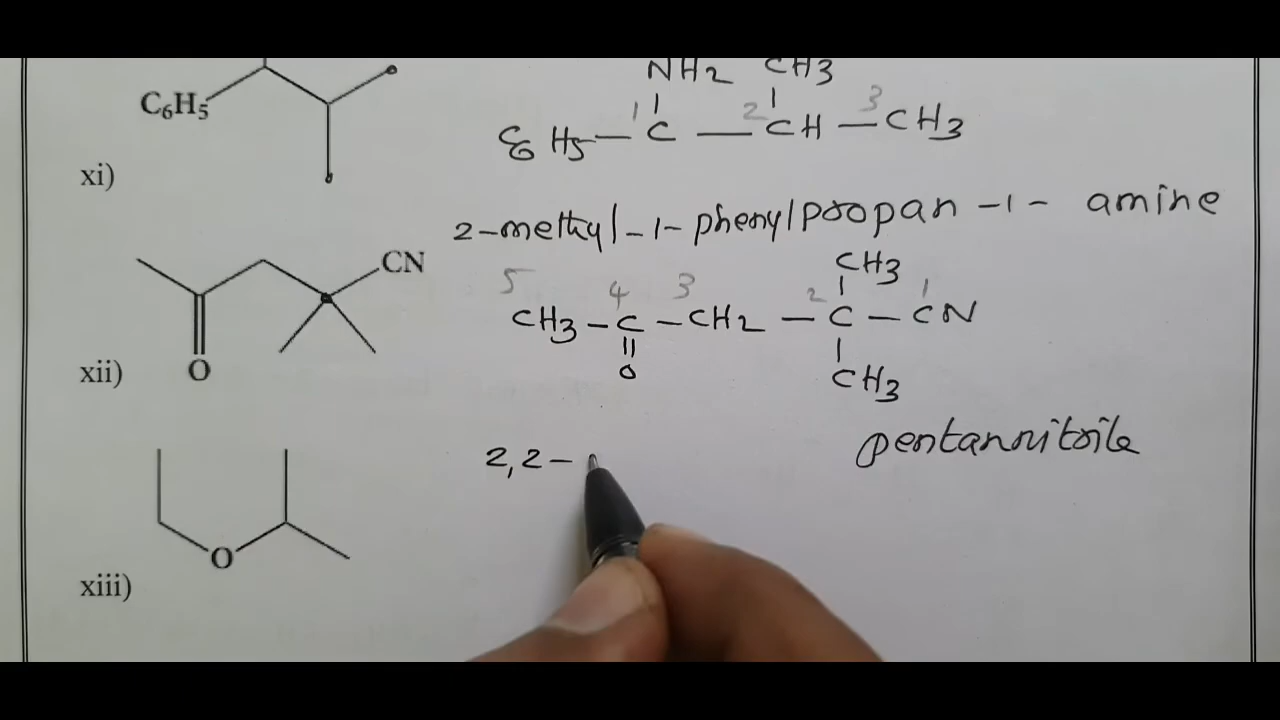 NH2 CH3
C6H5
1 2 3
C6H5 — C — CH — CH3
xi)
2-methyl-1-phenylpropan-1-amine
CH3
CN
5 4 3 2 1
CH3 — C — CH2 — C — CN
O
O
CH3
xii)
pentannitrile
2,2 –
O
xiii)